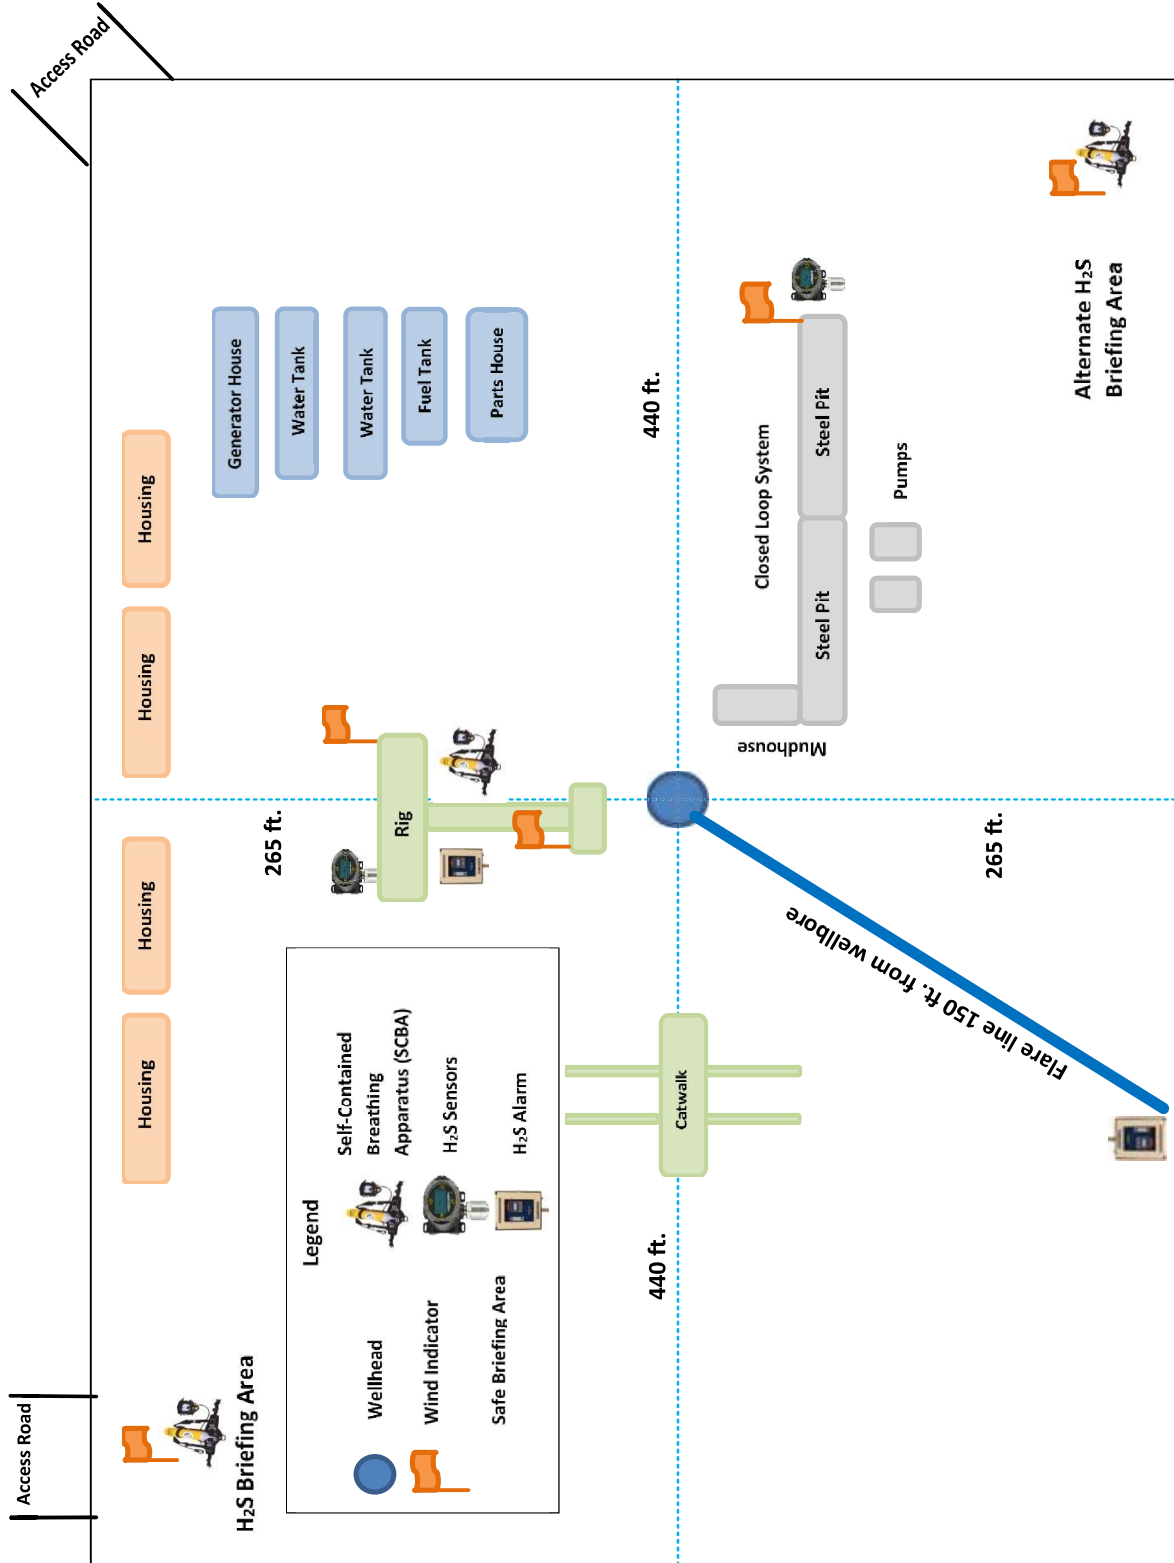 Access Road
Access Road
Housing
Housing
Housing
Housing
Generator House
Water Tank
Water Tank
Fuel Tank
Parts House
265 ft.
Rig
440 ft.
440 ft.
265 ft.
Closed Loop System
Steel Pit
Steel Pit
Pumps
Mudhouse
Catwalk
Flare line 150 ft. from wellbore
H₂S Briefing Area
Alternate H₂S
Briefing Area
Legend
Wellhead
Wind Indicator
Safe Briefing Area
Self-Contained
Breathing
Apparatus (SCBA)
H₂S Sensors
H₂S Alarm